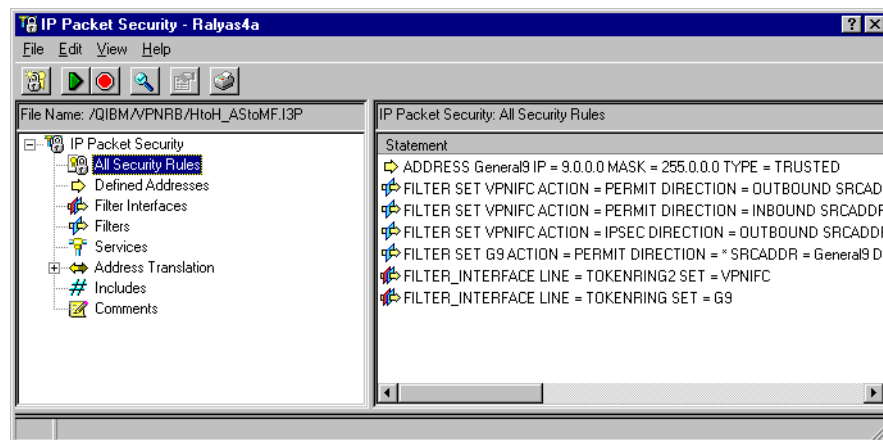 IP Packet Security - Ralyas4a
File Edit View Help
File Name: /QIBM/VPNRB/HtoH_AStoMF.I3P
IP Packet Security
All Security Rules
Defined Addresses
Filter Interfaces
Filters
Services
Address Translation
Includes
Comments
IP Packet Security: All Security Rules
Statement
ADDRESS General9 IP = 9.0.0.0 MASK = 255.0.0.0 TYPE = TRUSTED
FILTER SET VPNIFC ACTION = PERMIT DIRECTION = OUTBOUND SRCAD
FILTER SET VPNIFC ACTION = PERMIT DIRECTION = INBOUND SRCADDR
FILTER SET VPNIFC ACTION = IPSEC DIRECTION = OUTBOUND SRCADDR
FILTER SET G9 ACTION = PERMIT DIRECTION = * SRCADDR = General9 D
FILTER_INTERFACE LINE = TOKENRING2 SET = VPNIFC
FILTER_INTERFACE LINE = TOKENRING SET = G9